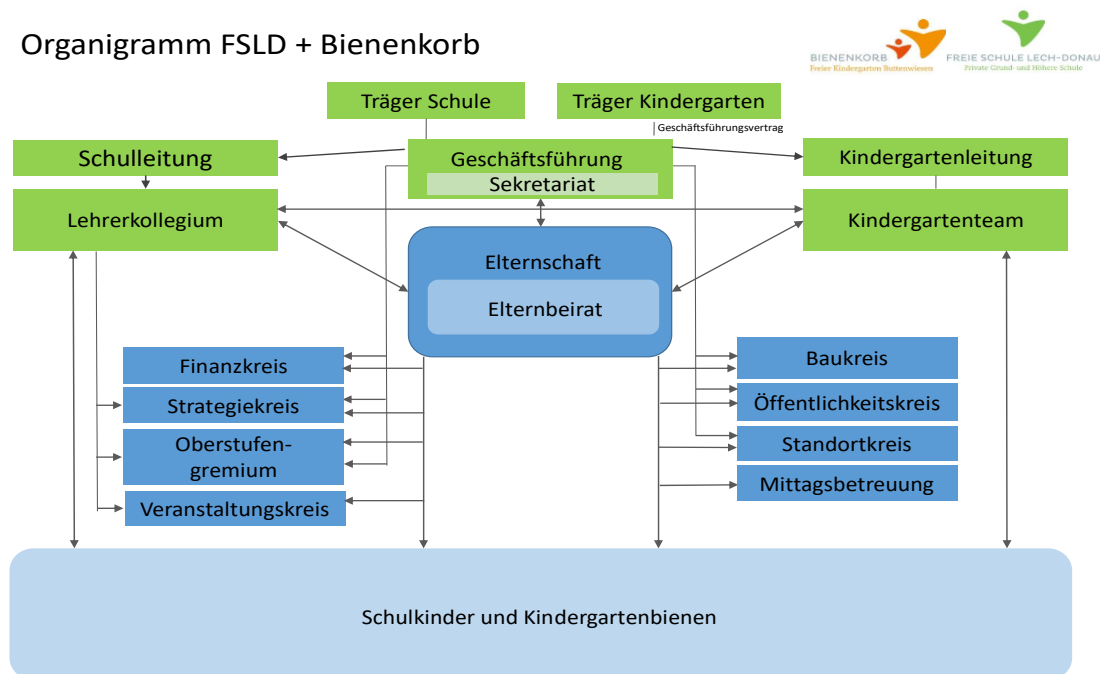 Organigramm FSLD + Bienenkorb
BIENENKORB
Freier Kindergarten Buttenwiesen
FREIE SCHULE LECH-DONAU
Private Grund- und Höhere Schule
Träger Schule
Träger Kindergarten
Geschäftsführungsvertrag
Schulleitung
Geschäftsführung
Sekretariat
Kindergartenleitung
Lehrerkollegium
Kindergartenteam
Elternschaft
Elternbeirat
Finanzkreis
Strategiekreis
Oberstufen-
gremium
Veranstaltungskreis
Baukreis
Öffentlichkeitskreis
Standortkreis
Mittagsbetreuung
Schulkinder und Kindergartenbienen